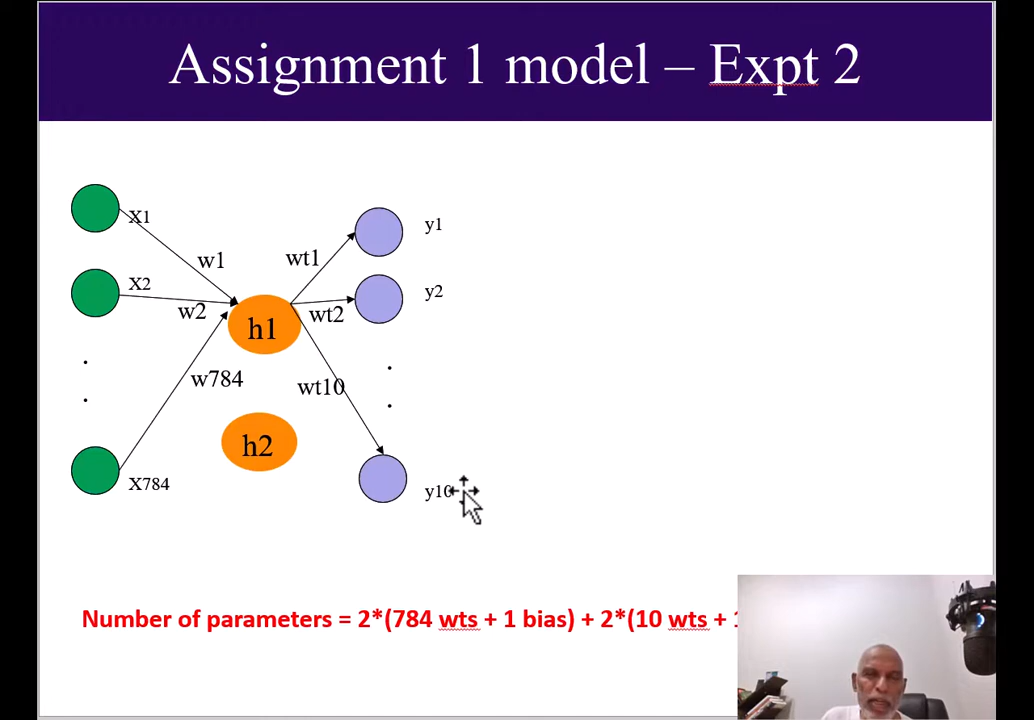 Assignment 1 model – Expt 2
X1
y1
w1
wt1
X2
y2
w2
wt2
h1
w784
wt10
h2
X784
y10
Number of parameters = 2*(784 wts + 1 bias) + 2*(10 wts +